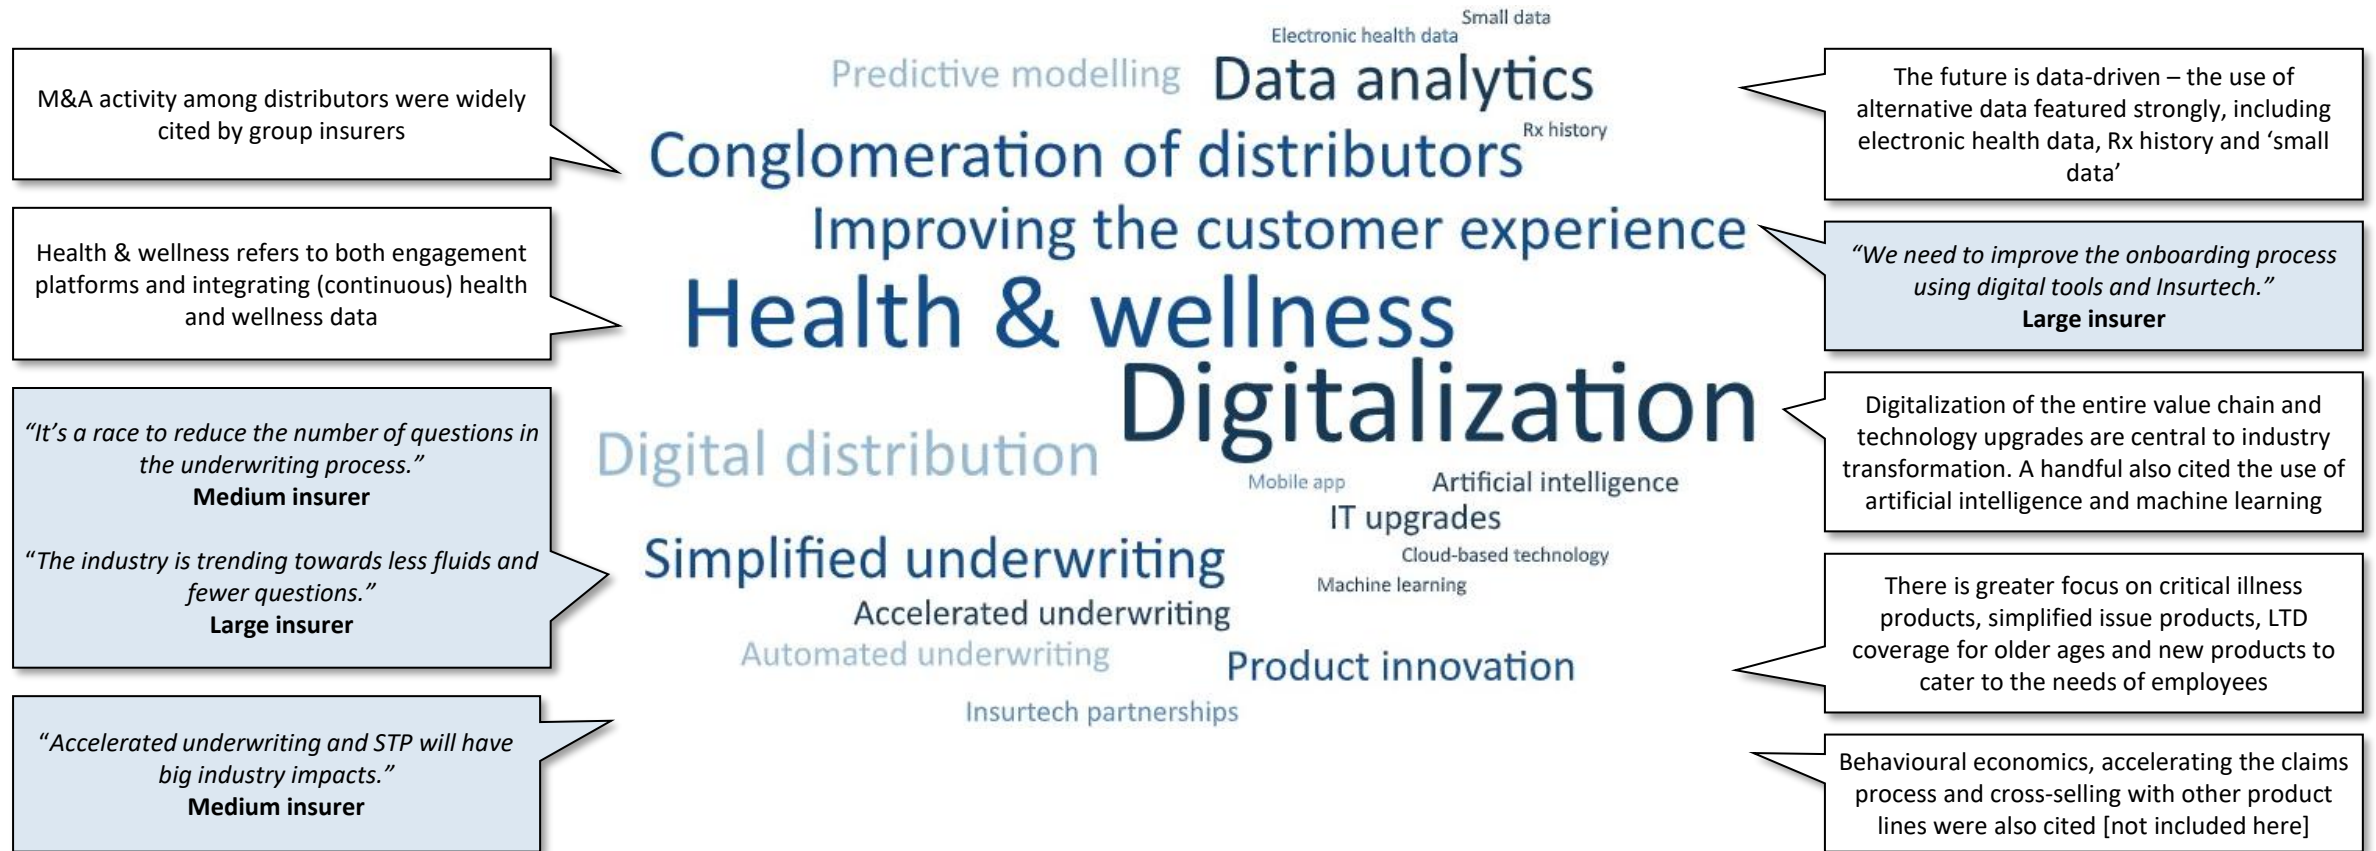 M&A activity among distributors were widely
cited by group insurers
Health & wellness refers to both engagement
platforms and integrating (continuous) health
and wellness data
“It’s a race to reduce the number of questions in
the underwriting process.”
Medium insurer
“The industry is trending towards less fluids and
fewer questions.”
Large insurer
“Accelerated underwriting and STP will have
big industry impacts.”
Medium insurer
Small data
Electronic health data
Predictive modelling
Data analytics
Rx history
Conglomeration of distributors
Improving the customer experience
Health & wellness
Digitalization
Digital distribution
Mobile app
Artificial intelligence
IT upgrades
Simplified underwriting
Cloud-based technology
Machine learning
Accelerated underwriting
Automated underwriting
Product innovation
Insurtech partnerships
The future is data-driven – the use of
alternative data featured strongly, including
electronic health data, Rx history and ‘small
data’
“We need to improve the onboarding process
using digital tools and Insurtech.”
Large insurer
Digitalization of the entire value chain and
technology upgrades are central to industry
transformation. A handful also cited the use of
artificial intelligence and machine learning
There is greater focus on critical illness
products, simplified issue products, LTD
coverage for older ages and new products to
cater to the needs of employees
Behavioural economics, accelerating the claims
process and cross-selling with other product
lines were also cited [not included here]